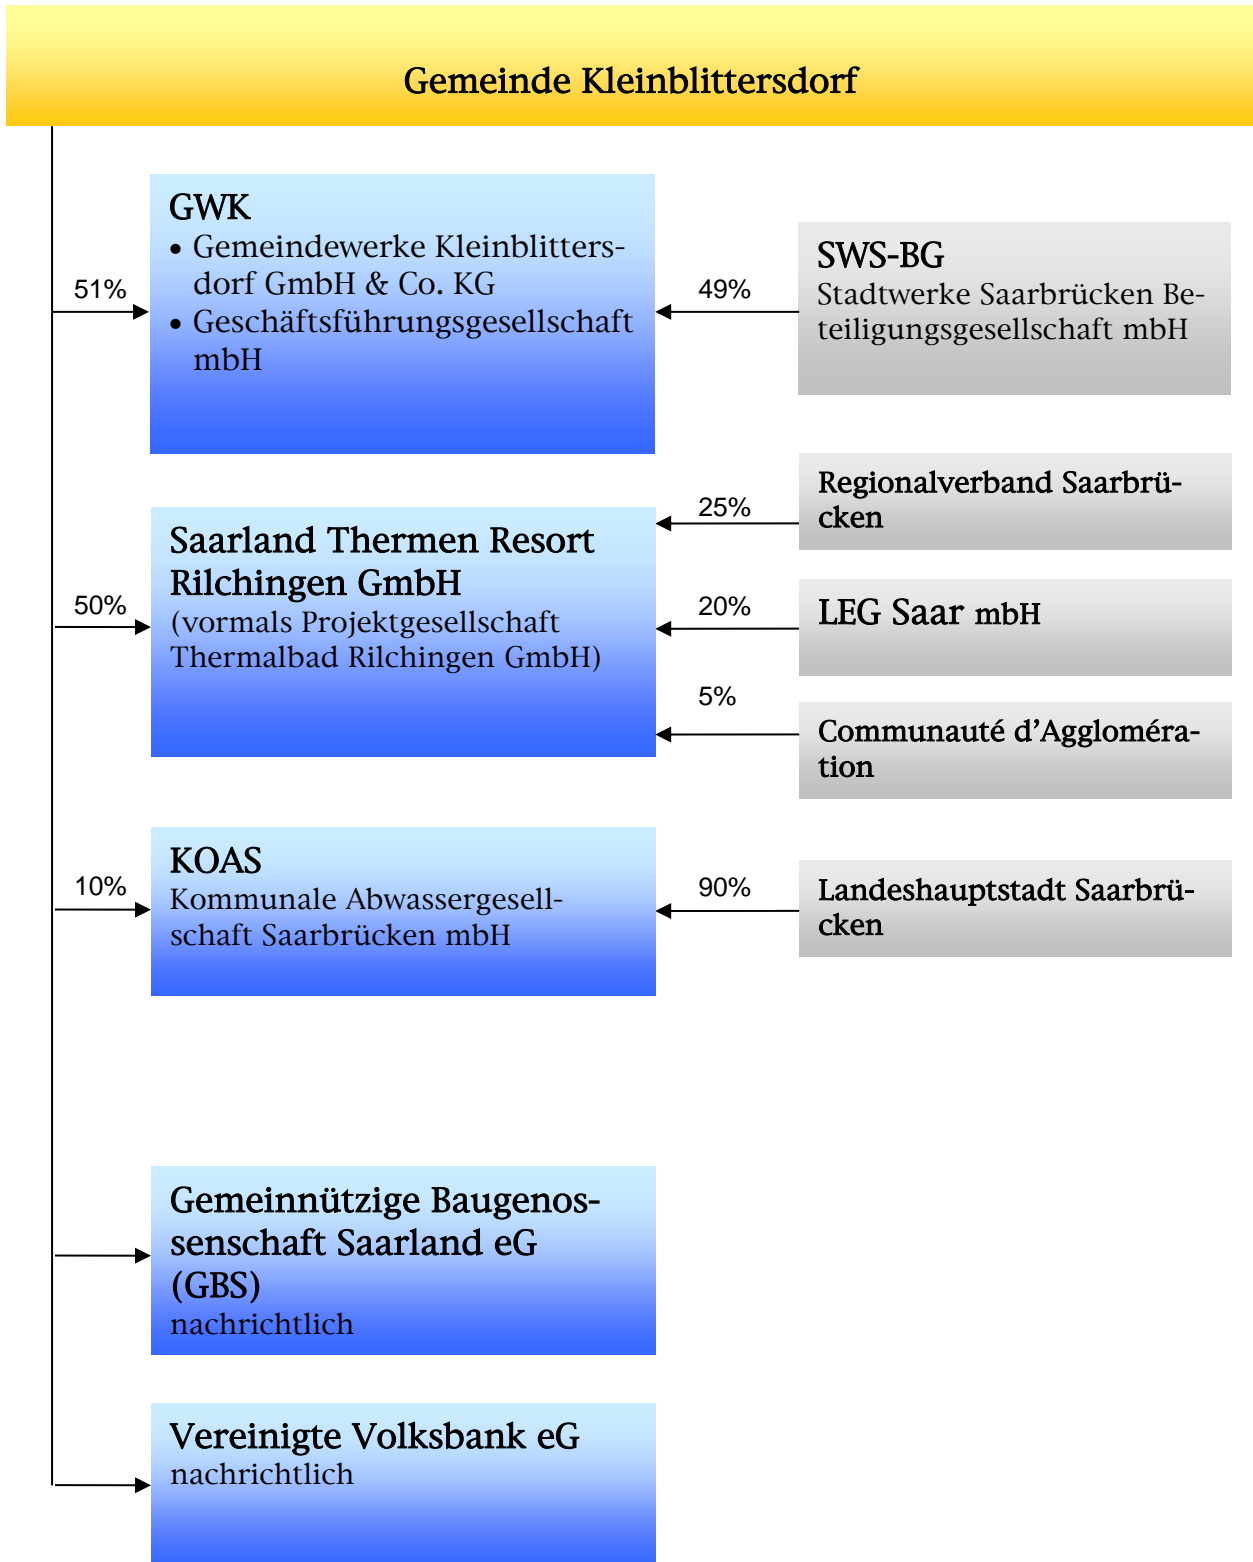 Gemeinde Kleinblittersdorf
GWK
• Gemeindewerke Kleinblitters-
dorf GmbH & Co. KG
• Geschäftsführungsgesellschaft
mbH
51%
49%
SWS-BG
Stadtwerke Saarbrücken Be-
teiligungsgesellschaft mbH
Saarland Thermen Resort
Rilchingen GmbH
(vormals Projektgesellschaft
Thermalbad Rilchingen GmbH)
50%
25%
Regionalverband Saarbrü-
cken
20%
LEG Saar mbH
5%
Communauté d’Aggloméra-
tion
KOAS
Kommunale Abwassergesell-
schaft Saarbrücken mbH
10%
90%
Landeshauptstadt Saarbrü-
cken
Gemeinnützige Baugenos-
senschaft Saarland eG
(GBS)
nachrichtlich
Vereinigte Volksbank eG
nachrichtlich